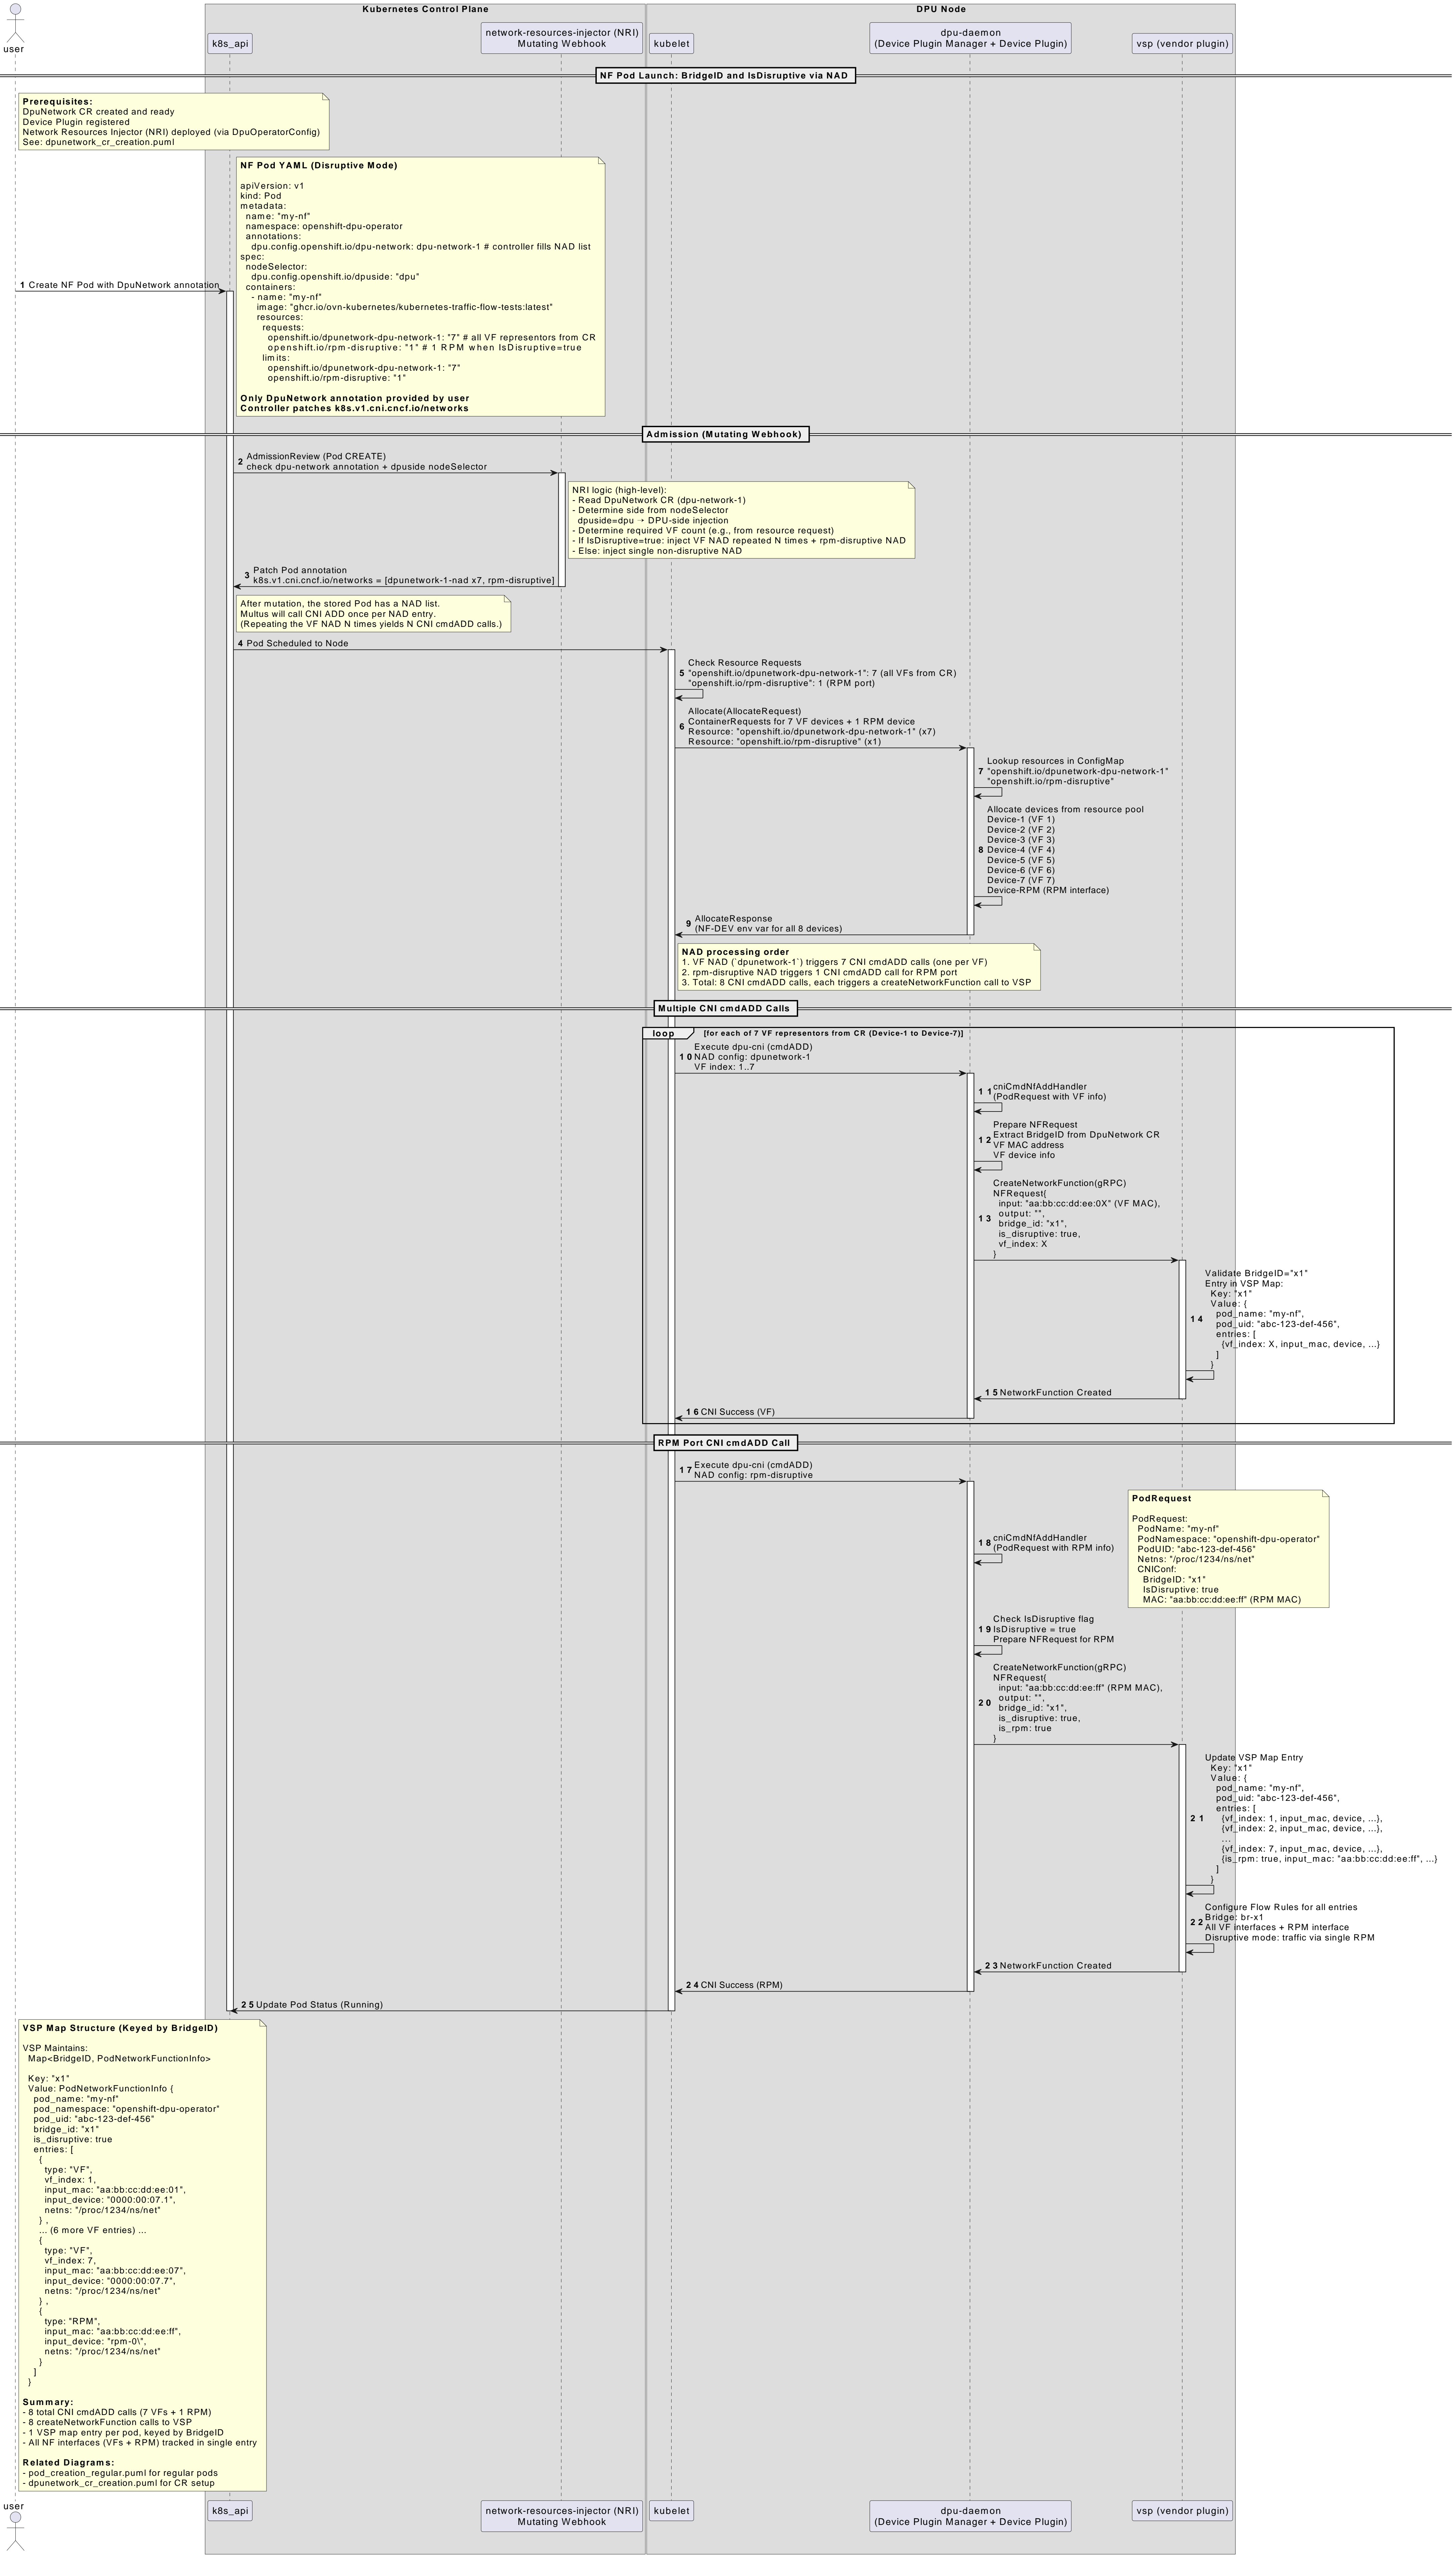 Kubernetes Control Plane
DPU Node
user
k8s_api
network-resources-injector (NRI)
Mutating Webhook
kubelet
dpu-daemon
(Device Plugin Manager + Device Plugin)
vsp (vendor plugin)
NF Pod Launch: BridgeID and IsDisruptive via NAD
Prerequisites:
DpuNetwork CR created and ready
Device Plugin registered
Network Resources Injector (NRI) deployed (via DpuOperatorConfig)
See: dpunetwork_cr_creation.puml
NF Pod YAML (Disruptive Mode)
apiVersion: v1
kind: Pod
metadata:
name: "my-nf"
namespace: openshift-dpu-operator
annotations:
dpu.config.openshift.io/dpu-network: dpu-network-1 # controller fills NAD list
spec:
nodeSelector:
dpu.config.openshift.io/dpuside: "dpu"
containers:
- name: "my-nf"
image: "ghcr.io/ovn-kubernetes/kubernetes-traffic-flow-tests:latest"
resources:
requests:
openshift.io/dpunetwork-dpu-network-1: "7" # all VF representors from CR
openshift.io/rpm-disruptive: "1" # 1 RPM when IsDisruptive=true
limits:
openshift.io/dpunetwork-dpu-network-1: "7"
openshift.io/rpm-disruptive: "1"
Only DpuNetwork annotation provided by user
Controller patches k8s.v1.cni.cncf.io/networks
1 Create NF Pod with DpuNetwork annotation
Admission (Mutating Webhook)
2 AdmissionReview (Pod CREATE)
check dpu-network annotation + dpuside nodeSelector
NRI logic (high-level):
- Read DpuNetwork CR (dpu-network-1)
- Determine side from nodeSelector
dpuside=dpu → DPU-side injection
- Determine required VF count (e.g., from resource request)
- If IsDisruptive=true: inject VF NAD repeated N times + rpm-disruptive NAD
- Else: inject single non-disruptive NAD
3 Patch Pod annotation
k8s.v1.cni.cncf.io/networks = [dpunetwork-1-nad x7, rpm-disruptive]
After mutation, the stored Pod has a NAD list.
Multus will call CNI ADD once per NAD entry.
(Repeating the VF NAD N times yields N CNI cmdADD calls.)
4 Pod Scheduled to Node
Check Resource Requests
5 "openshift.io/dpunetwork-dpu-network-1": 7 (all VFs from CR)
"openshift.io/rpm-disruptive": 1 (RPM port)
Allocate(AllocateRequest)
6 ContainerRequests for 7 VF devices + 1 RPM device
Resource: "openshift.io/dpunetwork-dpu-network-1" (x7)
Resource: "openshift.io/rpm-disruptive" (x1)
Lookup resources in ConfigMap
7 "openshift.io/dpunetwork-dpu-network-1"
"openshift.io/rpm-disruptive"
Allocate devices from resource pool
Device-1 (VF 1)
Device-2 (VF 2)
Device-3 (VF 3)
8 Device-4 (VF 4)
Device-5 (VF 5)
Device-6 (VF 6)
Device-7 (VF 7)
Device-RPM (RPM interface)
9 AllocateResponse
(NF-DEV env var for all 8 devices)
NAD processing order
1. VF NAD (`dpunetwork-1`) triggers 7 CNI cmdADD calls (one per VF)
2. rpm-disruptive NAD triggers 1 CNI cmdADD call for RPM port
3. Total: 8 CNI cmdADD calls, each triggers a createNetworkFunction call to VSP
Multiple CNI cmdADD Calls
loop [for each of 7 VF representors from CR (Device-1 to Device-7)]
Execute dpu-cni (cmdADD)
10 NAD config: dpunetwork-1
VF index: 1..7
11 cniCmdNfAddHandler
(PodRequest with VF info)
Prepare NFRequest
12 Extract BridgeID from DpuNetwork CR
VF MAC address
VF device info
CreateNetworkFunction(gRPC)
NFRequest{
input: "aa:bb:cc:dd:ee:0X" (VF MAC),
13 output: "",
bridge_id: "x1",
is_disruptive: true,
vf_index: X
}
Validate BridgeID="x1"
Entry in VSP Map:
Key: "x1"
Value: {
14 pod_name: "my-nf",
pod_uid: "abc-123-def-456",
entries: [
{vf_index: X, input_mac, device, ...}
]
}
15 NetworkFunction Created
16 CNI Success (VF)
RPM Port CNI cmdADD Call
17 Execute dpu-cni (cmdADD)
NAD config: rpm-disruptive
PodRequest
PodRequest:
PodName: "my-nf"
PodNamespace: "openshift-dpu-operator"
PodUID: "abc-123-def-456"
Netns: "/proc/1234/ns/net"
CNIConf:
BridgeID: "x1"
IsDisruptive: true
MAC: "aa:bb:cc:dd:ee:ff" (RPM MAC)
18 cniCmdNfAddHandler
(PodRequest with RPM info)
Check IsDisruptive flag
19 IsDisruptive = true
Prepare NFRequest for RPM
CreateNetworkFunction(gRPC)
NFRequest{
input: "aa:bb:cc:dd:ee:ff" (RPM MAC),
20 output: "",
bridge_id: "x1",
is_disruptive: true,
is_rpm: true
}
Update VSP Map Entry
Key: "x1"
Value: {
pod_name: "my-nf",
pod_uid: "abc-123-def-456",
entries: [
21 {vf_index: 1, input_mac, device, ...},
{vf_index: 2, input_mac, device, ...},
...
{vf_index: 7, input_mac, device, ...},
{is_rpm: true, input_mac: "aa:bb:cc:dd:ee:ff", ...}
]
}
Configure Flow Rules for all entries
22 Bridge: br-x1
All VF interfaces + RPM interface
Disruptive mode: traffic via single RPM
23 NetworkFunction Created
24 CNI Success (RPM)
25 Update Pod Status (Running)
VSP Map Structure (Keyed by BridgeID)
VSP Maintains:
Map<BridgeID, PodNetworkFunctionInfo>
Key: "x1"
Value: PodNetworkFunctionInfo {
pod_name: "my-nf"
pod_namespace: "openshift-dpu-operator"
pod_uid: "abc-123-def-456"
bridge_id: "x1"
is_disruptive: true
entries: [
{
type: "VF",
vf_index: 1,
input_mac: "aa:bb:cc:dd:ee:01",
input_device: "0000:00:07.1",
netns: "/proc/1234/ns/net"
} ,
... (6 more VF entries) ...
{
type: "VF",
vf_index: 7,
input_mac: "aa:bb:cc:dd:ee:07",
input_device: "0000:00:07.7",
netns: "/proc/1234/ns/net"
} ,
{
type: "RPM",
input_mac: "aa:bb:cc:dd:ee:ff",
input_device: "rpm-0\",
netns: "/proc/1234/ns/net"
}
]
}
Summary:
- 8 total CNI cmdADD calls (7 VFs + 1 RPM)
- 8 createNetworkFunction calls to VSP
- 1 VSP map entry per pod, keyed by BridgeID
- All NF interfaces (VFs + RPM) tracked in single entry
Related Diagrams:
- pod_creation_regular.puml for regular pods
- dpunetwork_cr_creation.puml for CR setup
user
k8s_api
network-resources-injector (NRI)
Mutating Webhook
kubelet
dpu-daemon
(Device Plugin Manager + Device Plugin)
vsp (vendor plugin)